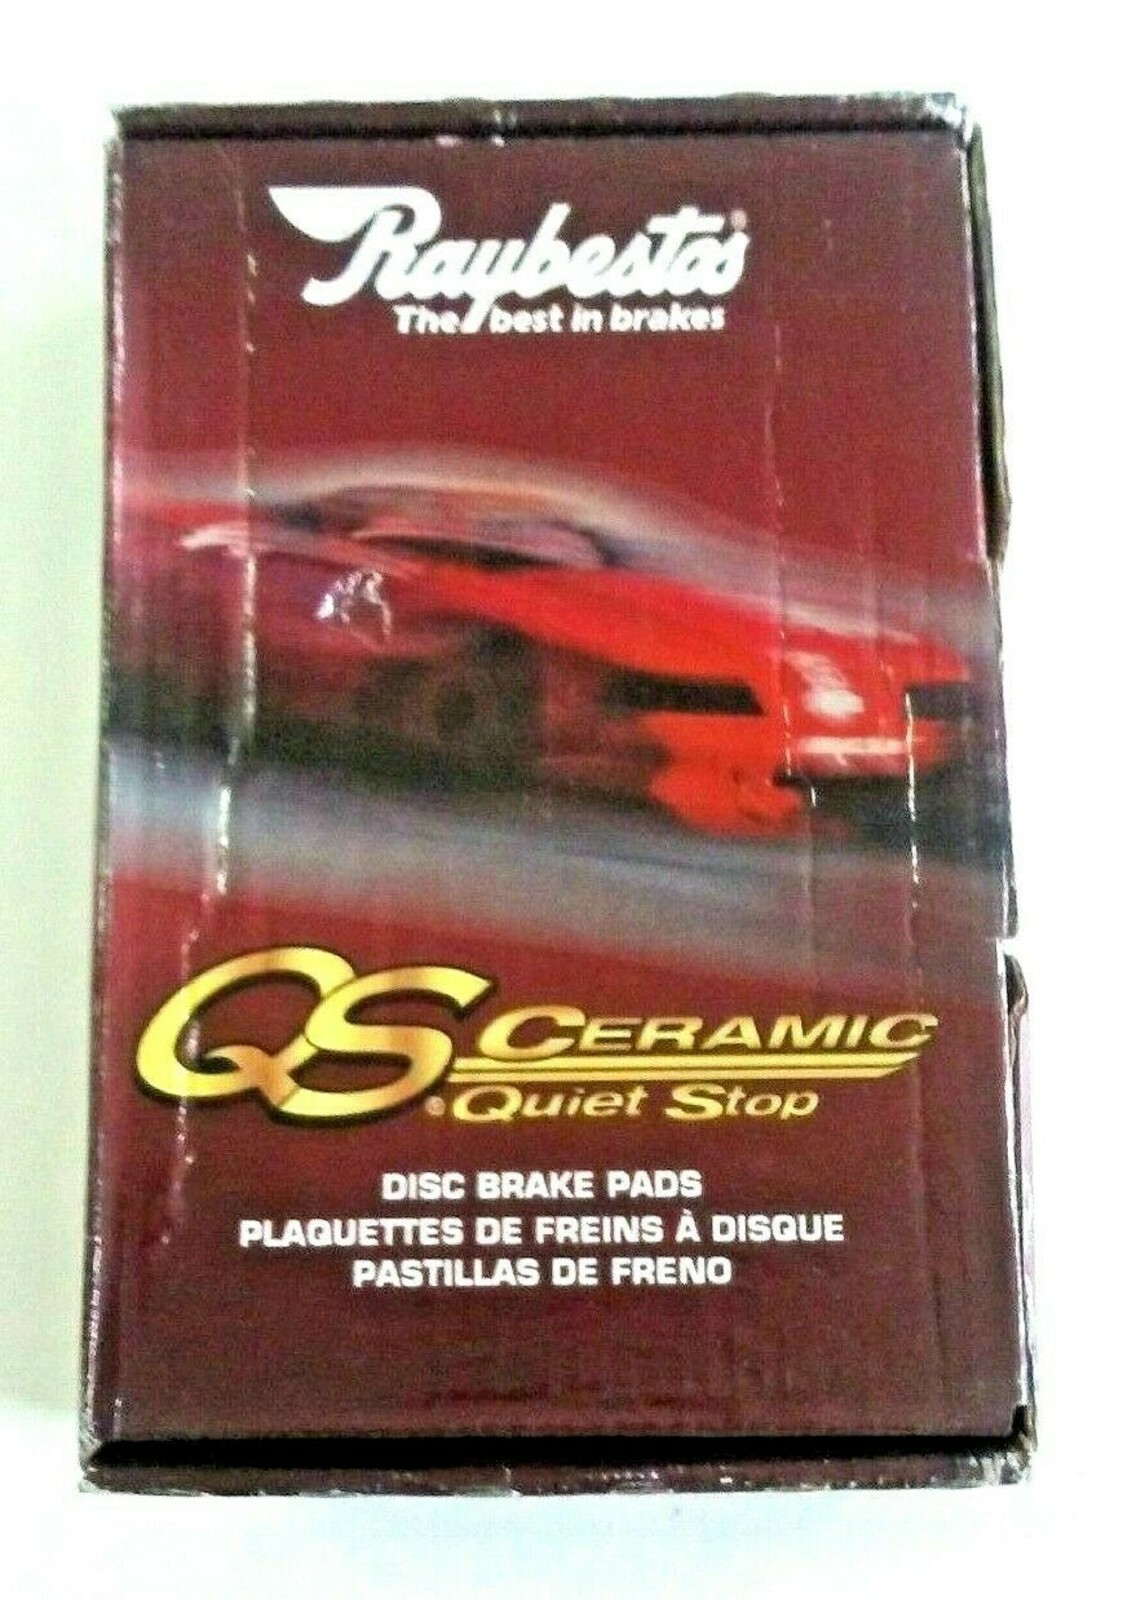 Raybestos®
The best in brakes
QS CERAMIC
® Quiet Stop
DISC BRAKE PADS
PLAQUETTES DE FREINS À DISQUE
PASTILLAS DE FRENO